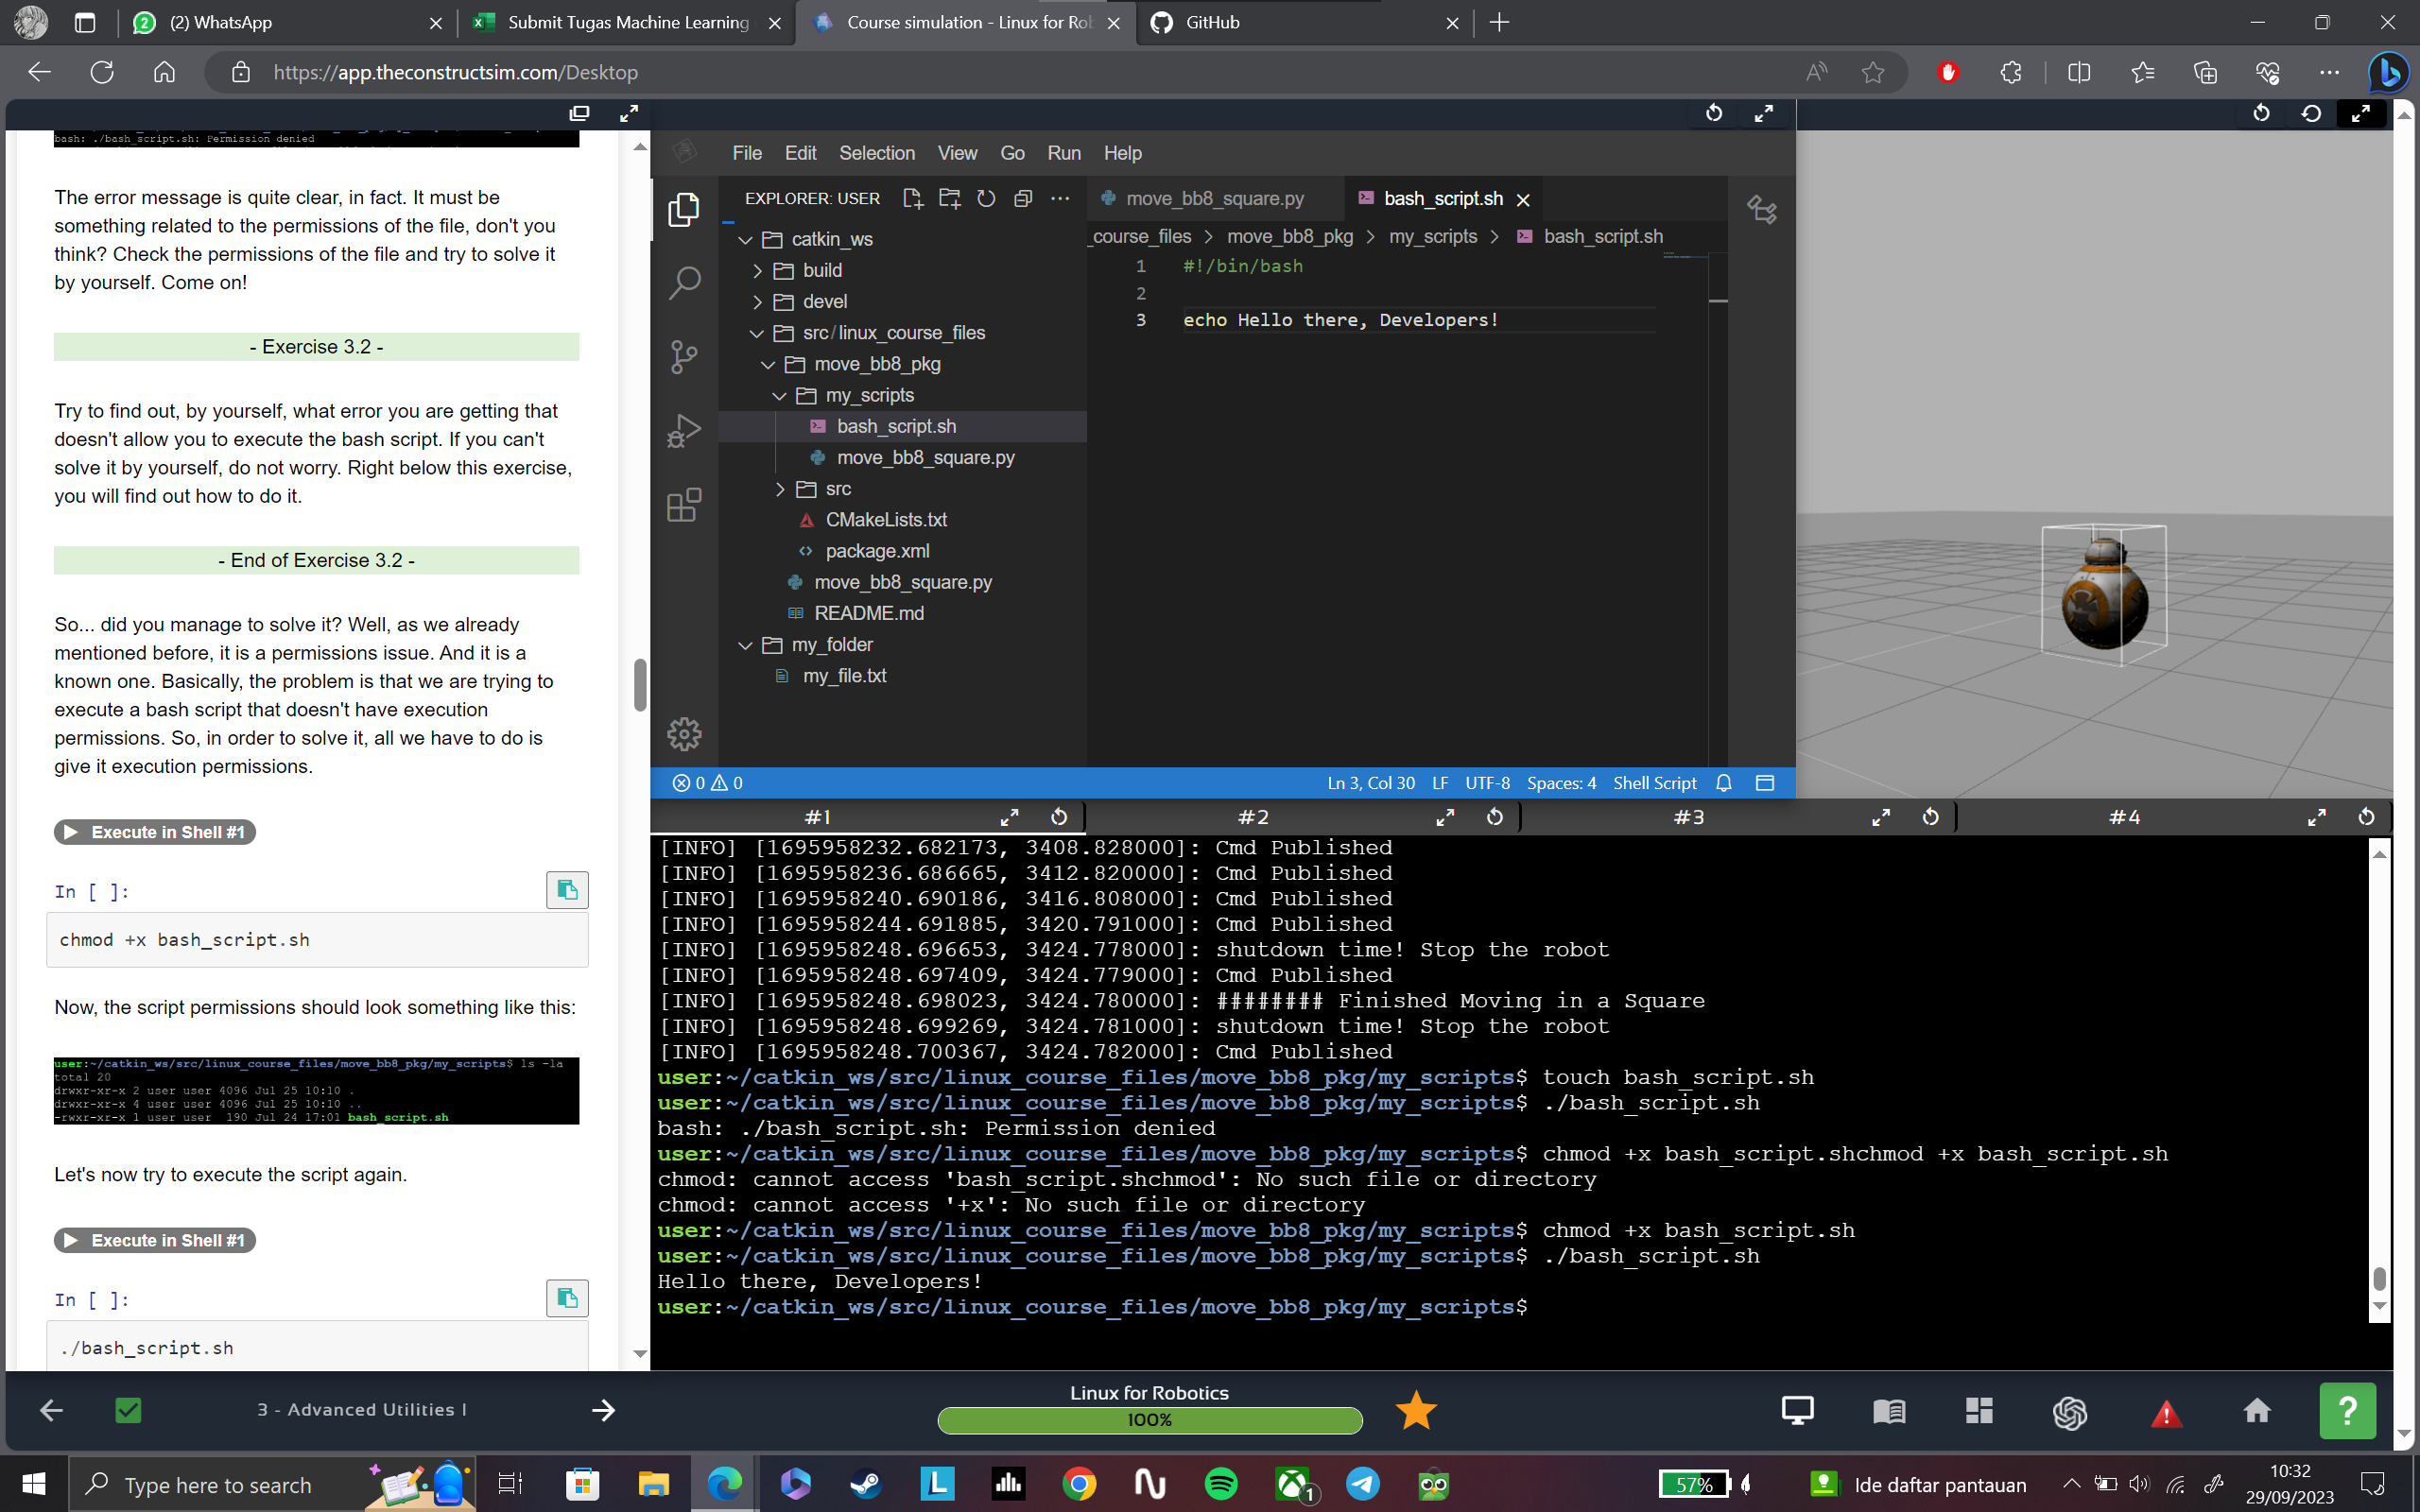 (2) WhatsApp
Submit Tugas Machine Learning
Course simulation - Linux for Rob
GitHub
https://app.theconstructsim.com/Desktop
bash: ./bash_script.sh: Permission denied
The error message is quite clear, in fact. It must be
something related to the permissions of the file, don't you
think? Check the permissions of the file and try to solve it
by yourself. Come on!
- Exercise 3.2 -
Try to find out, by yourself, what error you are getting that
doesn't allow you to execute the bash script. If you can't
solve it by yourself, do not worry. Right below this exercise,
you will find out how to do it.
- End of Exercise 3.2 -
So... did you manage to solve it? Well, as we already
mentioned before, it is a permissions issue. And it is a
known one. Basically, the problem is that we are trying to
execute a bash script that doesn't have execution
permissions. So, in order to solve it, all we have to do is
give it execution permissions.
Execute in Shell #1
In [ ]:
chmod +x bash_script.sh
Now, the script permissions should look something like this:
user:~/catkin_ws/src/linux_course_files/move_bb8_pkg/my_scripts$ ls -la
total 20
drwxr-xr-x 2 user user 4096 Jul 25 10:10 .
drwxr-xr-x 4 user user 4096 Jul 25 10:10 ..
-rwxr-xr-x 1 user user 190 Jul 24 17:01 bash_script.sh
Let's now try to execute the script again.
Execute in Shell #1
In [ ]:
./bash_script.sh
File Edit Selection View Go Run Help
EXPLORER: USER
catkin_ws
build
devel
src/linux_course_files
move_bb8_pkg
my_scripts
bash_script.sh
move_bb8_square.py
src
CMakeLists.txt
package.xml
move_bb8_square.py
README.md
my_folder
my_file.txt
move_bb8_square.py
bash_script.sh
_course_files > move_bb8_pkg > my_scripts > bash_script.sh
1 #!/bin/bash
2
3 echo Hello there, Developers!
0 0
Ln 3, Col 30 LF UTF-8 Spaces: 4 Shell Script
#1 #2 #3 #4
[INFO] [1695958232.682173, 3408.828000]: Cmd Published
[INFO] [1695958236.686665, 3412.820000]: Cmd Published
[INFO] [1695958240.690186, 3416.808000]: Cmd Published
[INFO] [1695958244.691885, 3420.791000]: Cmd Published
[INFO] [1695958248.696653, 3424.778000]: shutdown time! Stop the robot
[INFO] [1695958248.697409, 3424.779000]: Cmd Published
[INFO] [1695958248.698023, 3424.780000]: ######## Finished Moving in a Square
[INFO] [1695958248.699269, 3424.781000]: shutdown time! Stop the robot
[INFO] [1695958248.700367, 3424.782000]: Cmd Published
user:~/catkin_ws/src/linux_course_files/move_bb8_pkg/my_scripts$ touch bash_script.sh
user:~/catkin_ws/src/linux_course_files/move_bb8_pkg/my_scripts$ ./bash_script.sh
bash: ./bash_script.sh: Permission denied
user:~/catkin_ws/src/linux_course_files/move_bb8_pkg/my_scripts$ chmod +x bash_script.shchmod +x bash_script.sh
chmod: cannot access 'bash_script.shchmod': No such file or directory
chmod: cannot access '+x': No such file or directory
user:~/catkin_ws/src/linux_course_files/move_bb8_pkg/my_scripts$ chmod +x bash_script.sh
user:~/catkin_ws/src/linux_course_files/move_bb8_pkg/my_scripts$ ./bash_script.sh
Hello there, Developers!
user:~/catkin_ws/src/linux_course_files/move_bb8_pkg/my_scripts$
3 - Advanced Utilities I
Linux for Robotics
100%
?
Type here to search
57%
Ide daftar pantauan
10:32
29/09/2023